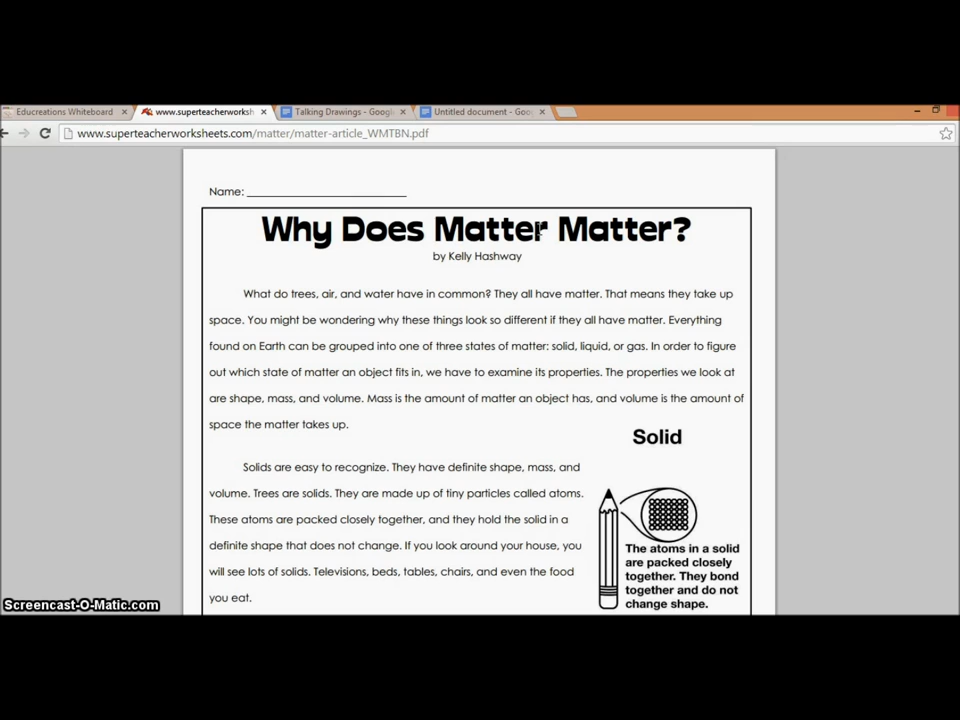 Educreations Whiteboard
www.superteacherworksh
Talking Drawings - Google
Untitled document - Goo
www.superteacherworksheets.com/matter/matter-article_WMTBN.pdf
Name: ___________________________
Why Does Matter Matter?
by Kelly Hashway
What do trees, air, and water have in common? They all have matter. That means they take up
space. You might be wondering why these things look so different if they all have matter. Everything
found on Earth can be grouped into one of three states of matter: solid, liquid, or gas. In order to figure
out which state of matter an object fits in, we have to examine its properties. The properties we look at
are shape, mass, and volume. Mass is the amount of matter an object has, and volume is the amount of
space the matter takes up.
Solids are easy to recognize. They have definite shape, mass, and
volume. Trees are solids. They are made up of tiny particles called atoms.
These atoms are packed closely together, and they hold the solid in a
definite shape that does not change. If you look around your house, you
will see lots of solids. Televisions, beds, tables, chairs, and even the food
you eat.
Solid
The atoms in a solid
are packed closely
together. They bond
together and do not
change shape.
Screencast-O-Matic.com